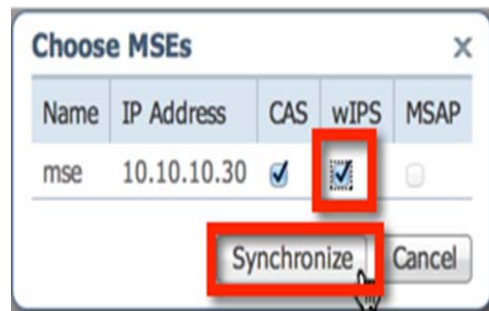 Choose MSEs X
Name IP Address CAS wIPS MSAP
mse 10.10.10.30
Synchronize Cancel